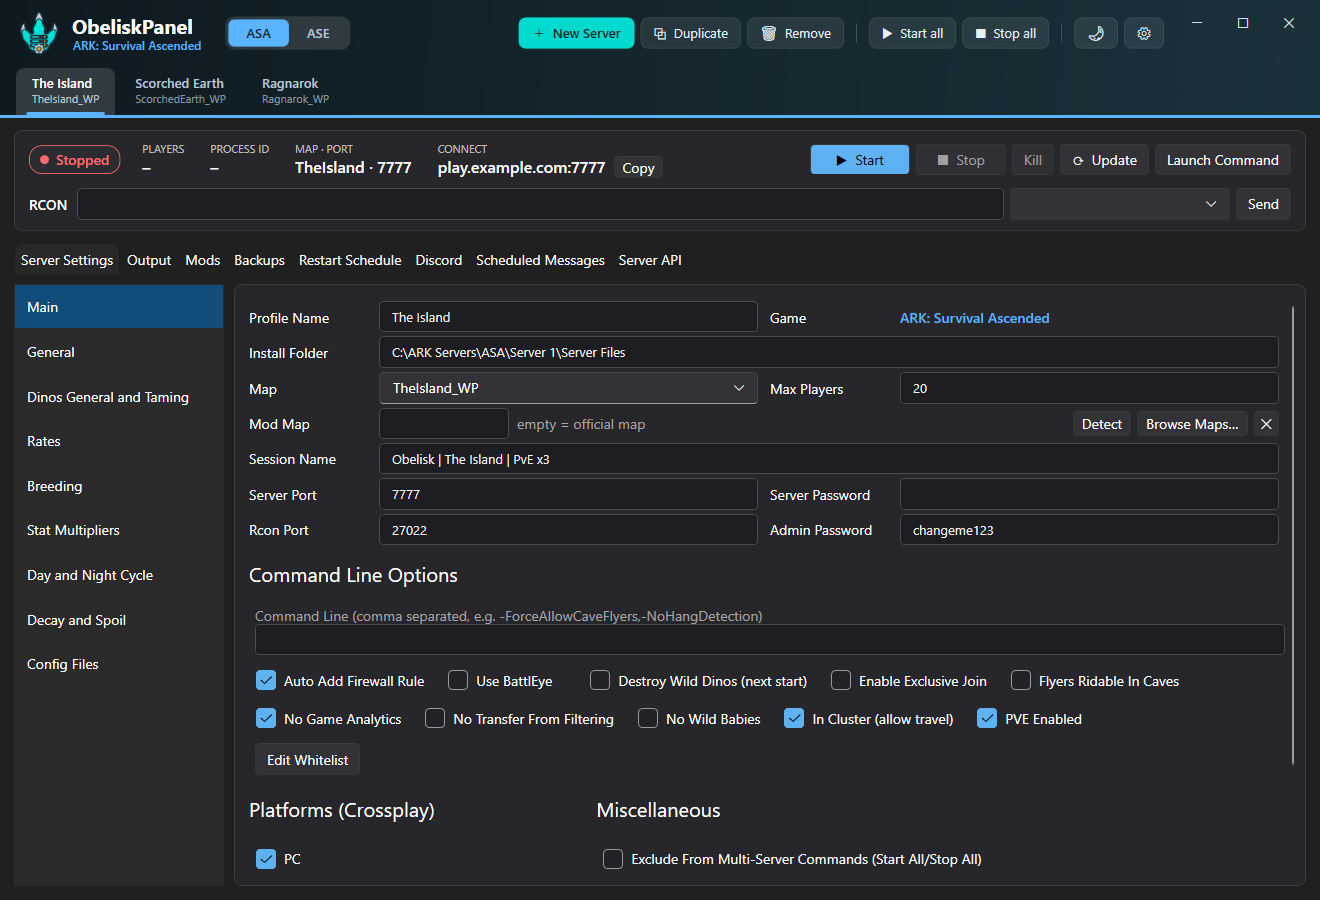 ObeliskPanel
ARK: Survival Ascended
ASA
ASE
New Server
Duplicate
Remove
Start all
Stop all
The Island
TheIsland_WP
Scorched Earth
ScorchedEarth_WP
Ragnarok
Ragnarok_WP
Stopped
PLAYERS
–
PROCESS ID
–
MAP · PORT
TheIsland · 7777
CONNECT
play.example.com:7777
Copy
Start
Stop
Kill
Update
Launch Command
RCON
Send
Server Settings
Output
Mods
Backups
Restart Schedule
Discord
Scheduled Messages
Server API
Main
General
Dinos General and Taming
Rates
Breeding
Stat Multipliers
Day and Night Cycle
Decay and Spoil
Config Files
Profile Name
The Island
Game
ARK: Survival Ascended
Install Folder
C:\ARK Servers\ASA\Server 1\Server Files
Map
TheIsland_WP
Max Players
20
Mod Map
empty = official map
Detect
Browse Maps...
Session Name
Obelisk | The Island | PvE x3
Server Port
7777
Server Password
Rcon Port
27022
Admin Password
changeme123
Command Line Options
Command Line (comma separated, e.g. -ForceAllowCaveFlyers,-NoHangDetection)
Auto Add Firewall Rule
Use BattlEye
Destroy Wild Dinos (next start)
Enable Exclusive Join
Flyers Ridable In Caves
No Game Analytics
No Transfer From Filtering
No Wild Babies
In Cluster (allow travel)
PVE Enabled
Edit Whitelist
Platforms (Crossplay)
Miscellaneous
PC
Exclude From Multi-Server Commands (Start All/Stop All)